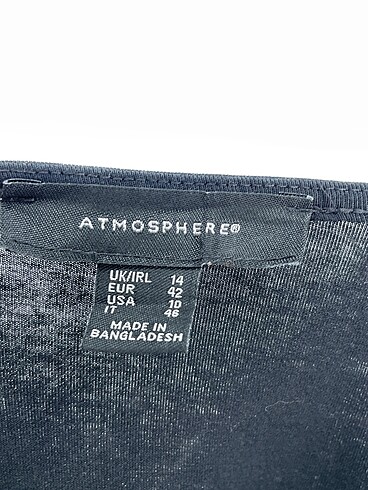 ATMOSPHERE®
UK/IRL 14
EUR 42
USA 10
IT 46
MADE IN
BANGLADESH